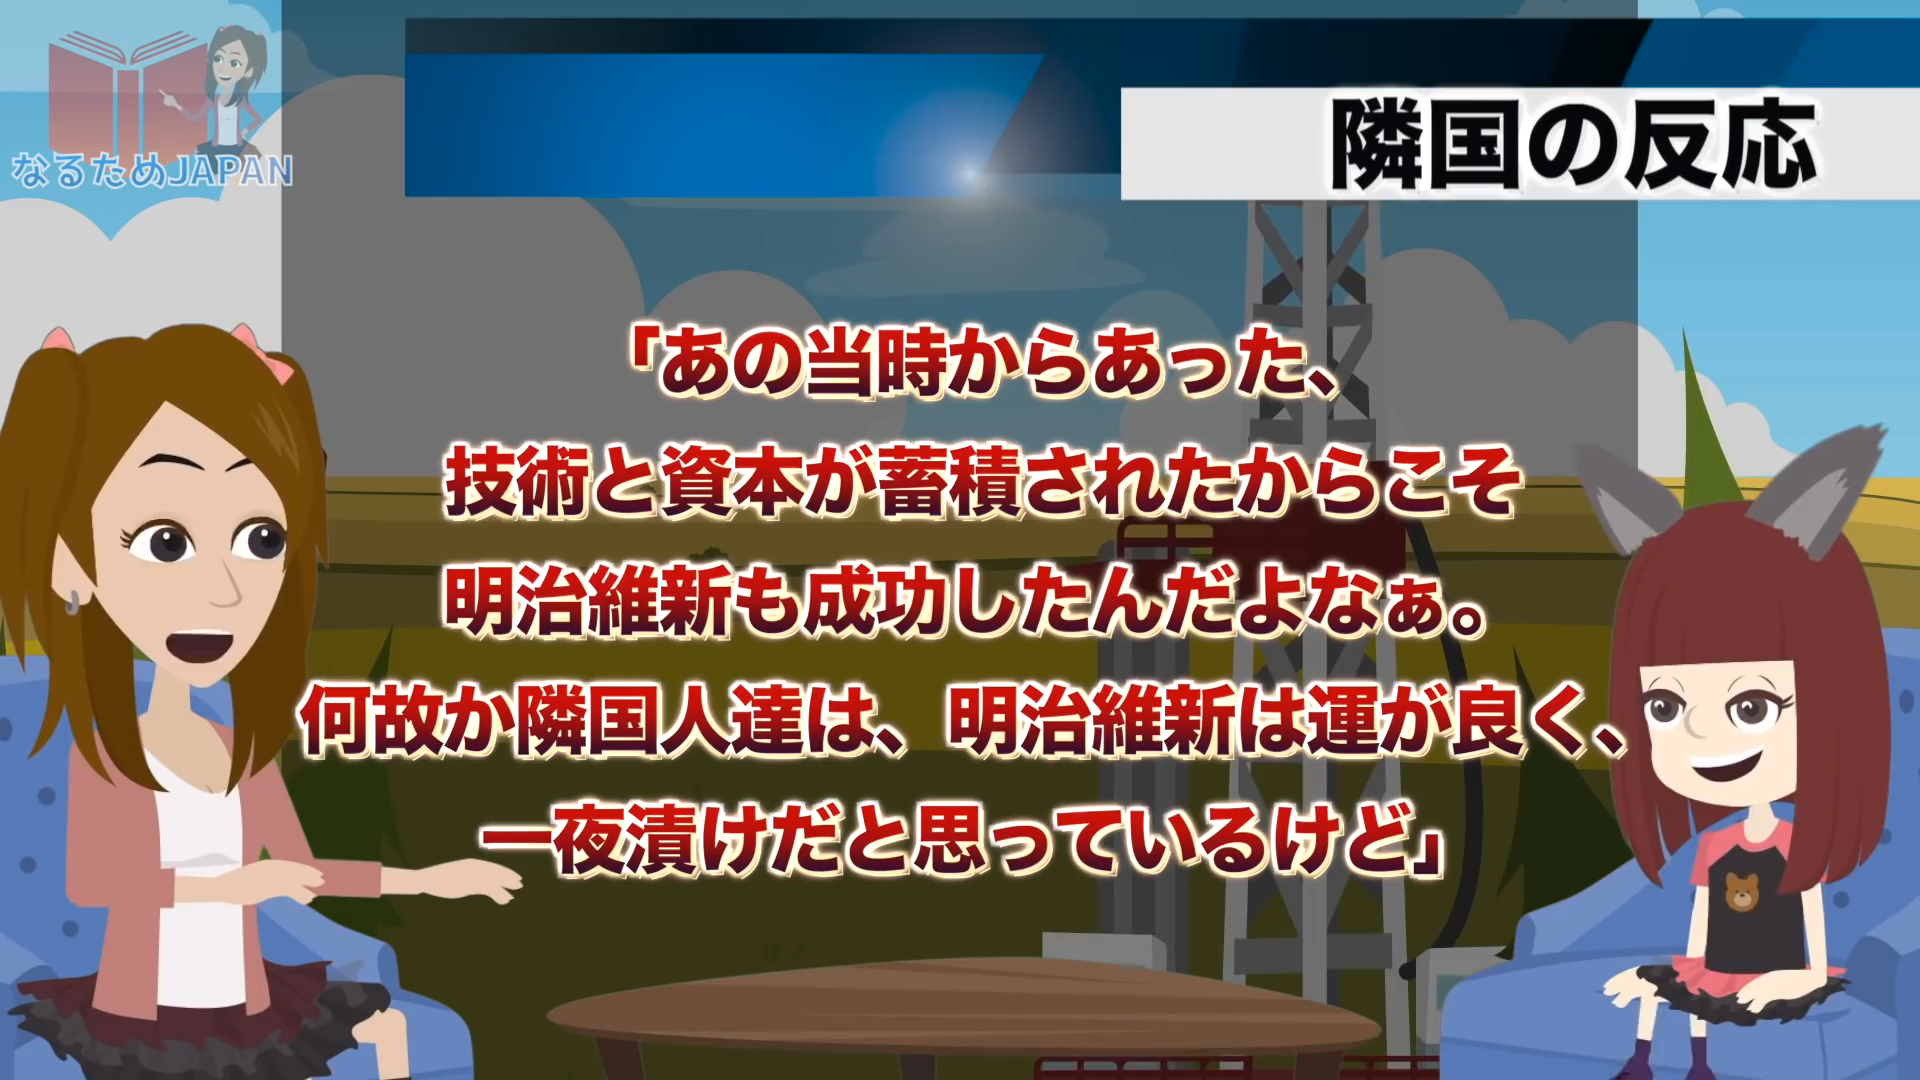 なるためJAPAN
隣国の反応
「あの当時からあった、
技術と資本が蓄積されたからこそ
明治維新も成功したんだよなぁ。
何故か隣国人達は、明治維新は運が良く、
一夜漬けだと思っているけど」